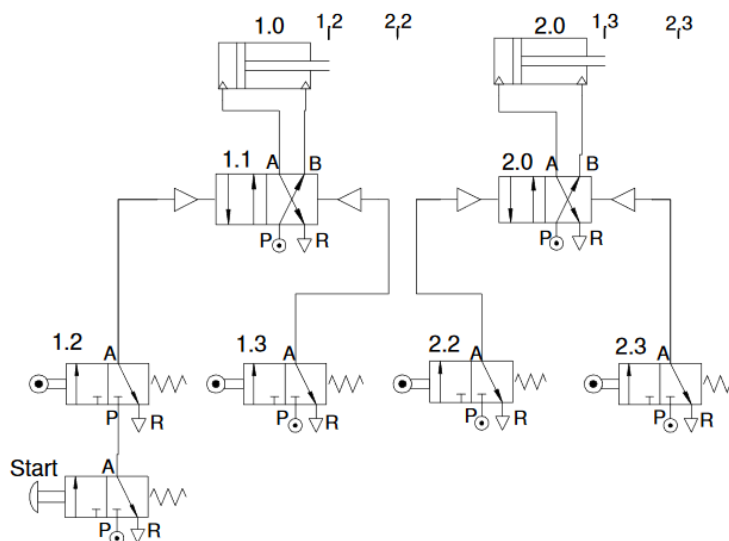 1.0 1,2 2,2 2.0 1,3 2,3
1.1 A B 2.0 A B
P R P R
1.2 A 1.3 A 2.2 A 2.3 A
P R P R P R P R
Start A
P R